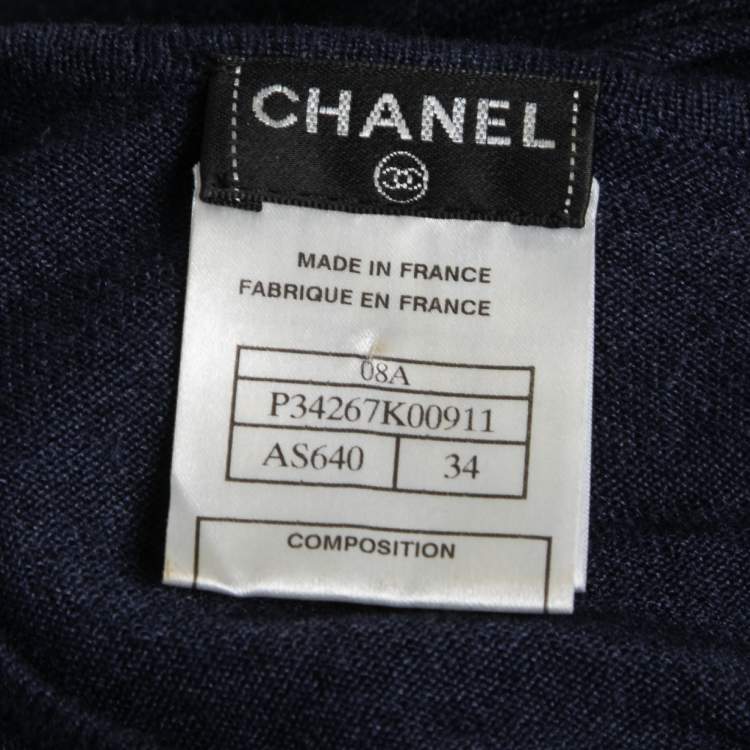 CHANEL
MADE IN FRANCE
FABRIQUE EN FRANCE
08A
P34267K00911
AS640 34
COMPOSITION